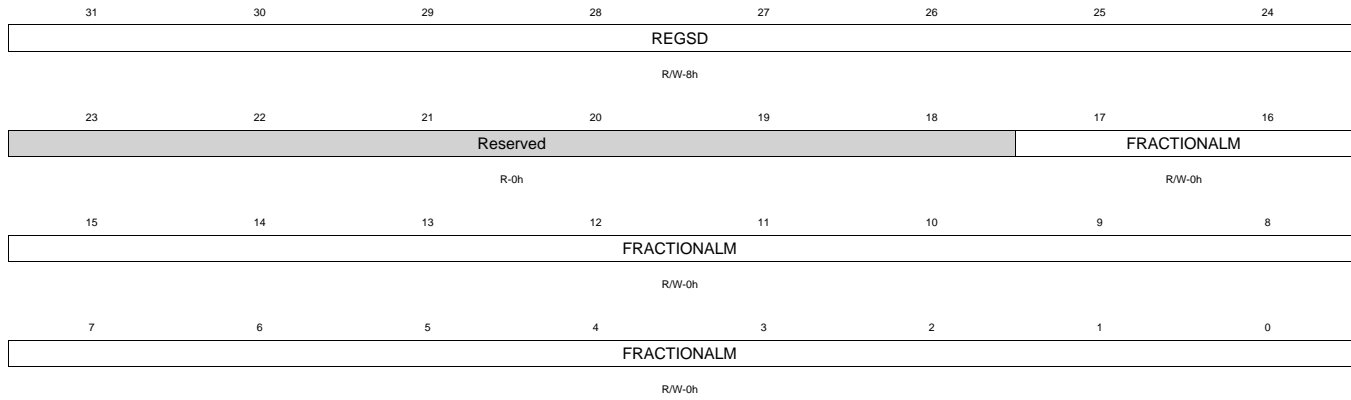 31 30 29 28 27 26 25 24
REGSD
R/W-8h
23 22 21 20 19 18 17 16
Reserved FRACTIONALM
R-0h R/W-0h
15 14 13 12 11 10 9 8
FRACTIONALM
R/W-0h
7 6 5 4 3 2 1 0
FRACTIONALM
R/W-0h